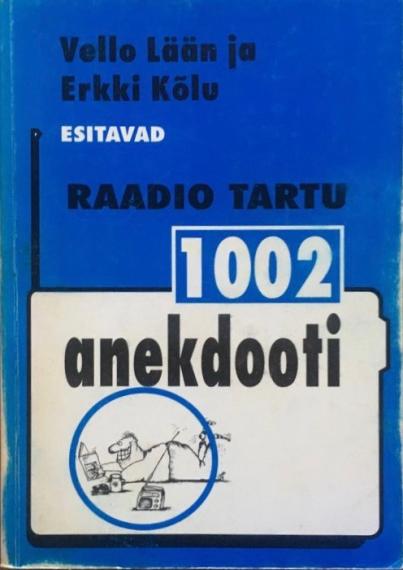 Vello Lään ja
Erkki Kõlu
ESITAVAD
RAADIO TARTU
1002
anekdooti